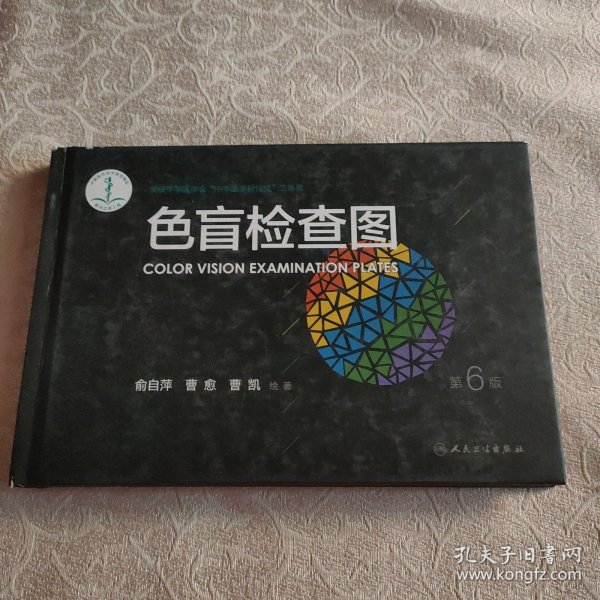 色盲检查图
COLOR VISION EXAMINATION PLATES
俞自萍 曹愈 曹凯 绘著
第6版
人民卫生出版社
孔夫子旧书网
www.kongfz.com